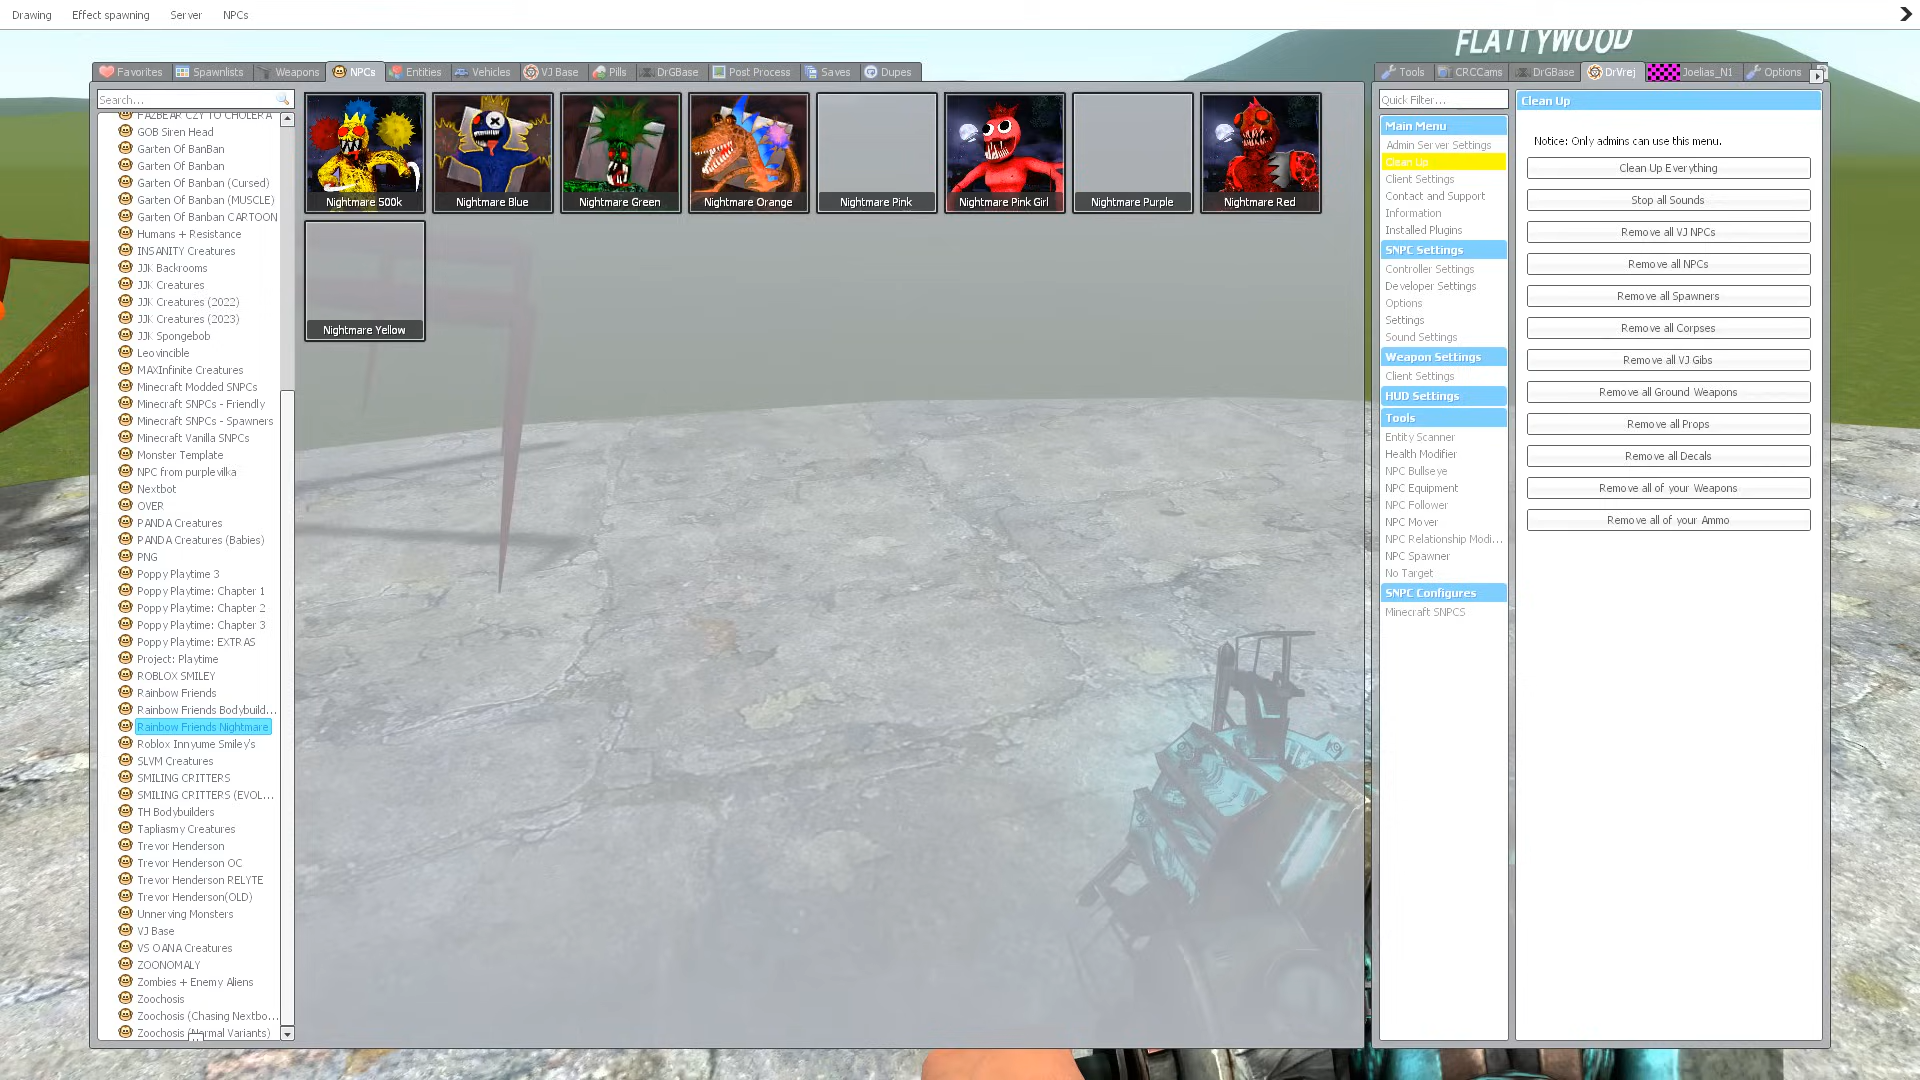 Drawing
Effect spawning
Server
NPCs
FLATTYWOOD
Favorites
Spawnlists
Weapons
NPCs
Entities
Vehicles
VJ Base
Pills
DrGBase
Post Process
Saves
Dupes
Tools
CRCCams
DrGBase
DrVrej
Joelias_N1
Options
Search...
FAZBEAR CZY TO CHOLERA
GOB Siren Head
Garten Of BanBan
Garten Of Banban
Garten Of Banban (Cursed)
Garten Of Banban (MUSCLE)
Garten Of Banban CARTOON
Humans + Resistance
INSANITY Creatures
JJK Backrooms
JJK Creatures
JJK Creatures (2022)
JJK Creatures (2023)
JJK Spongebob
Leovincible
MAXInfinite Creatures
Minecraft Modded SNPCs
Minecraft SNPCs - Friendly
Minecraft SNPCs - Spawners
Minecraft Vanilla SNPCs
Monster Template
NPC from purplevilka
Nextbot
OVER
PANDA Creatures
PANDA Creatures (Babies)
PNG
Poppy Playtime 3
Poppy Playtime: Chapter 1
Poppy Playtime: Chapter 2
Poppy Playtime: Chapter 3
Poppy Playtime: EXTRAS
Project: Playtime
ROBLOX SMILEY
Rainbow Friends
Rainbow Friends Bodybuild...
Rainbow Friends Nightmare
Roblox Innyume Smiley's
SLVM Creatures
SMILING CRITTERS
SMILING CRITTERS (EVOL...
TH Bodybuilders
Tapliasmy Creatures
Trevor Henderson
Trevor Henderson OC
Trevor Henderson RELYTE
Trevor Henderson(OLD)
Unnerving Monsters
VJ Base
VS OANA Creatures
ZOONOMALY
Zombies + Enemy Aliens
Zoochosis
Zoochosis (Chasing Nextbo...
Zoochosis (Normal Variants)
Nightmare 500k
Nightmare Blue
Nightmare Green
Nightmare Orange
Nightmare Pink
Nightmare Pink Girl
Nightmare Purple
Nightmare Red
Nightmare Yellow
Quick Filter...
Main Menu
Admin Server Settings
Clean Up
Client Settings
Contact and Support
Information
Installed Plugins
SNPC Settings
Controller Settings
Developer Settings
Options
Settings
Sound Settings
Weapon Settings
Client Settings
HUD Settings
Tools
Entity Scanner
Health Modifier
NPC Bullseye
NPC Equipment
NPC Follower
NPC Mover
NPC Relationship Modi...
NPC Spawner
No Target
SNPC Configures
Minecraft SNPCS
Clean Up
Notice: Only admins can use this menu.
Clean Up Everything
Stop all Sounds
Remove all VJ NPCs
Remove all NPCs
Remove all Spawners
Remove all Corpses
Remove all VJ Gibs
Remove all Ground Weapons
Remove all Props
Remove all Decals
Remove all of your Weapons
Remove all of your Ammo